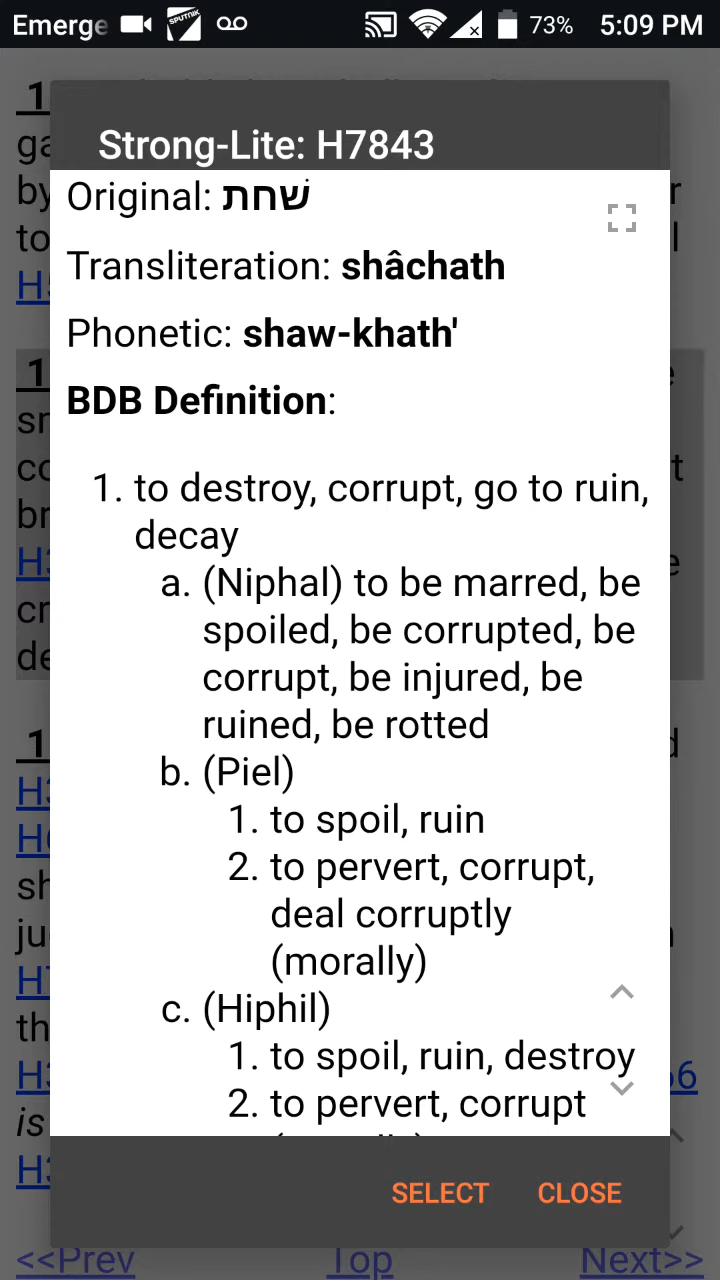 Emerge SPUTNIK 73% 5:09 PM
Strong-Lite: H7843
Original: שׁחת
Transliteration: shâchath
Phonetic: shaw-khath'
BDB Definition:
1. to destroy, corrupt, go to ruin,
decay
a. (Niphal) to be marred, be
spoiled, be corrupted, be
corrupt, be injured, be
ruined, be rotted
b. (Piel)
1. to spoil, ruin
2. to pervert, corrupt,
deal corruptly
(morally)
c. (Hiphil)
1. to spoil, ruin, destroy
2. to pervert, corrupt
SELECT CLOSE
<<Prev Top Next>>